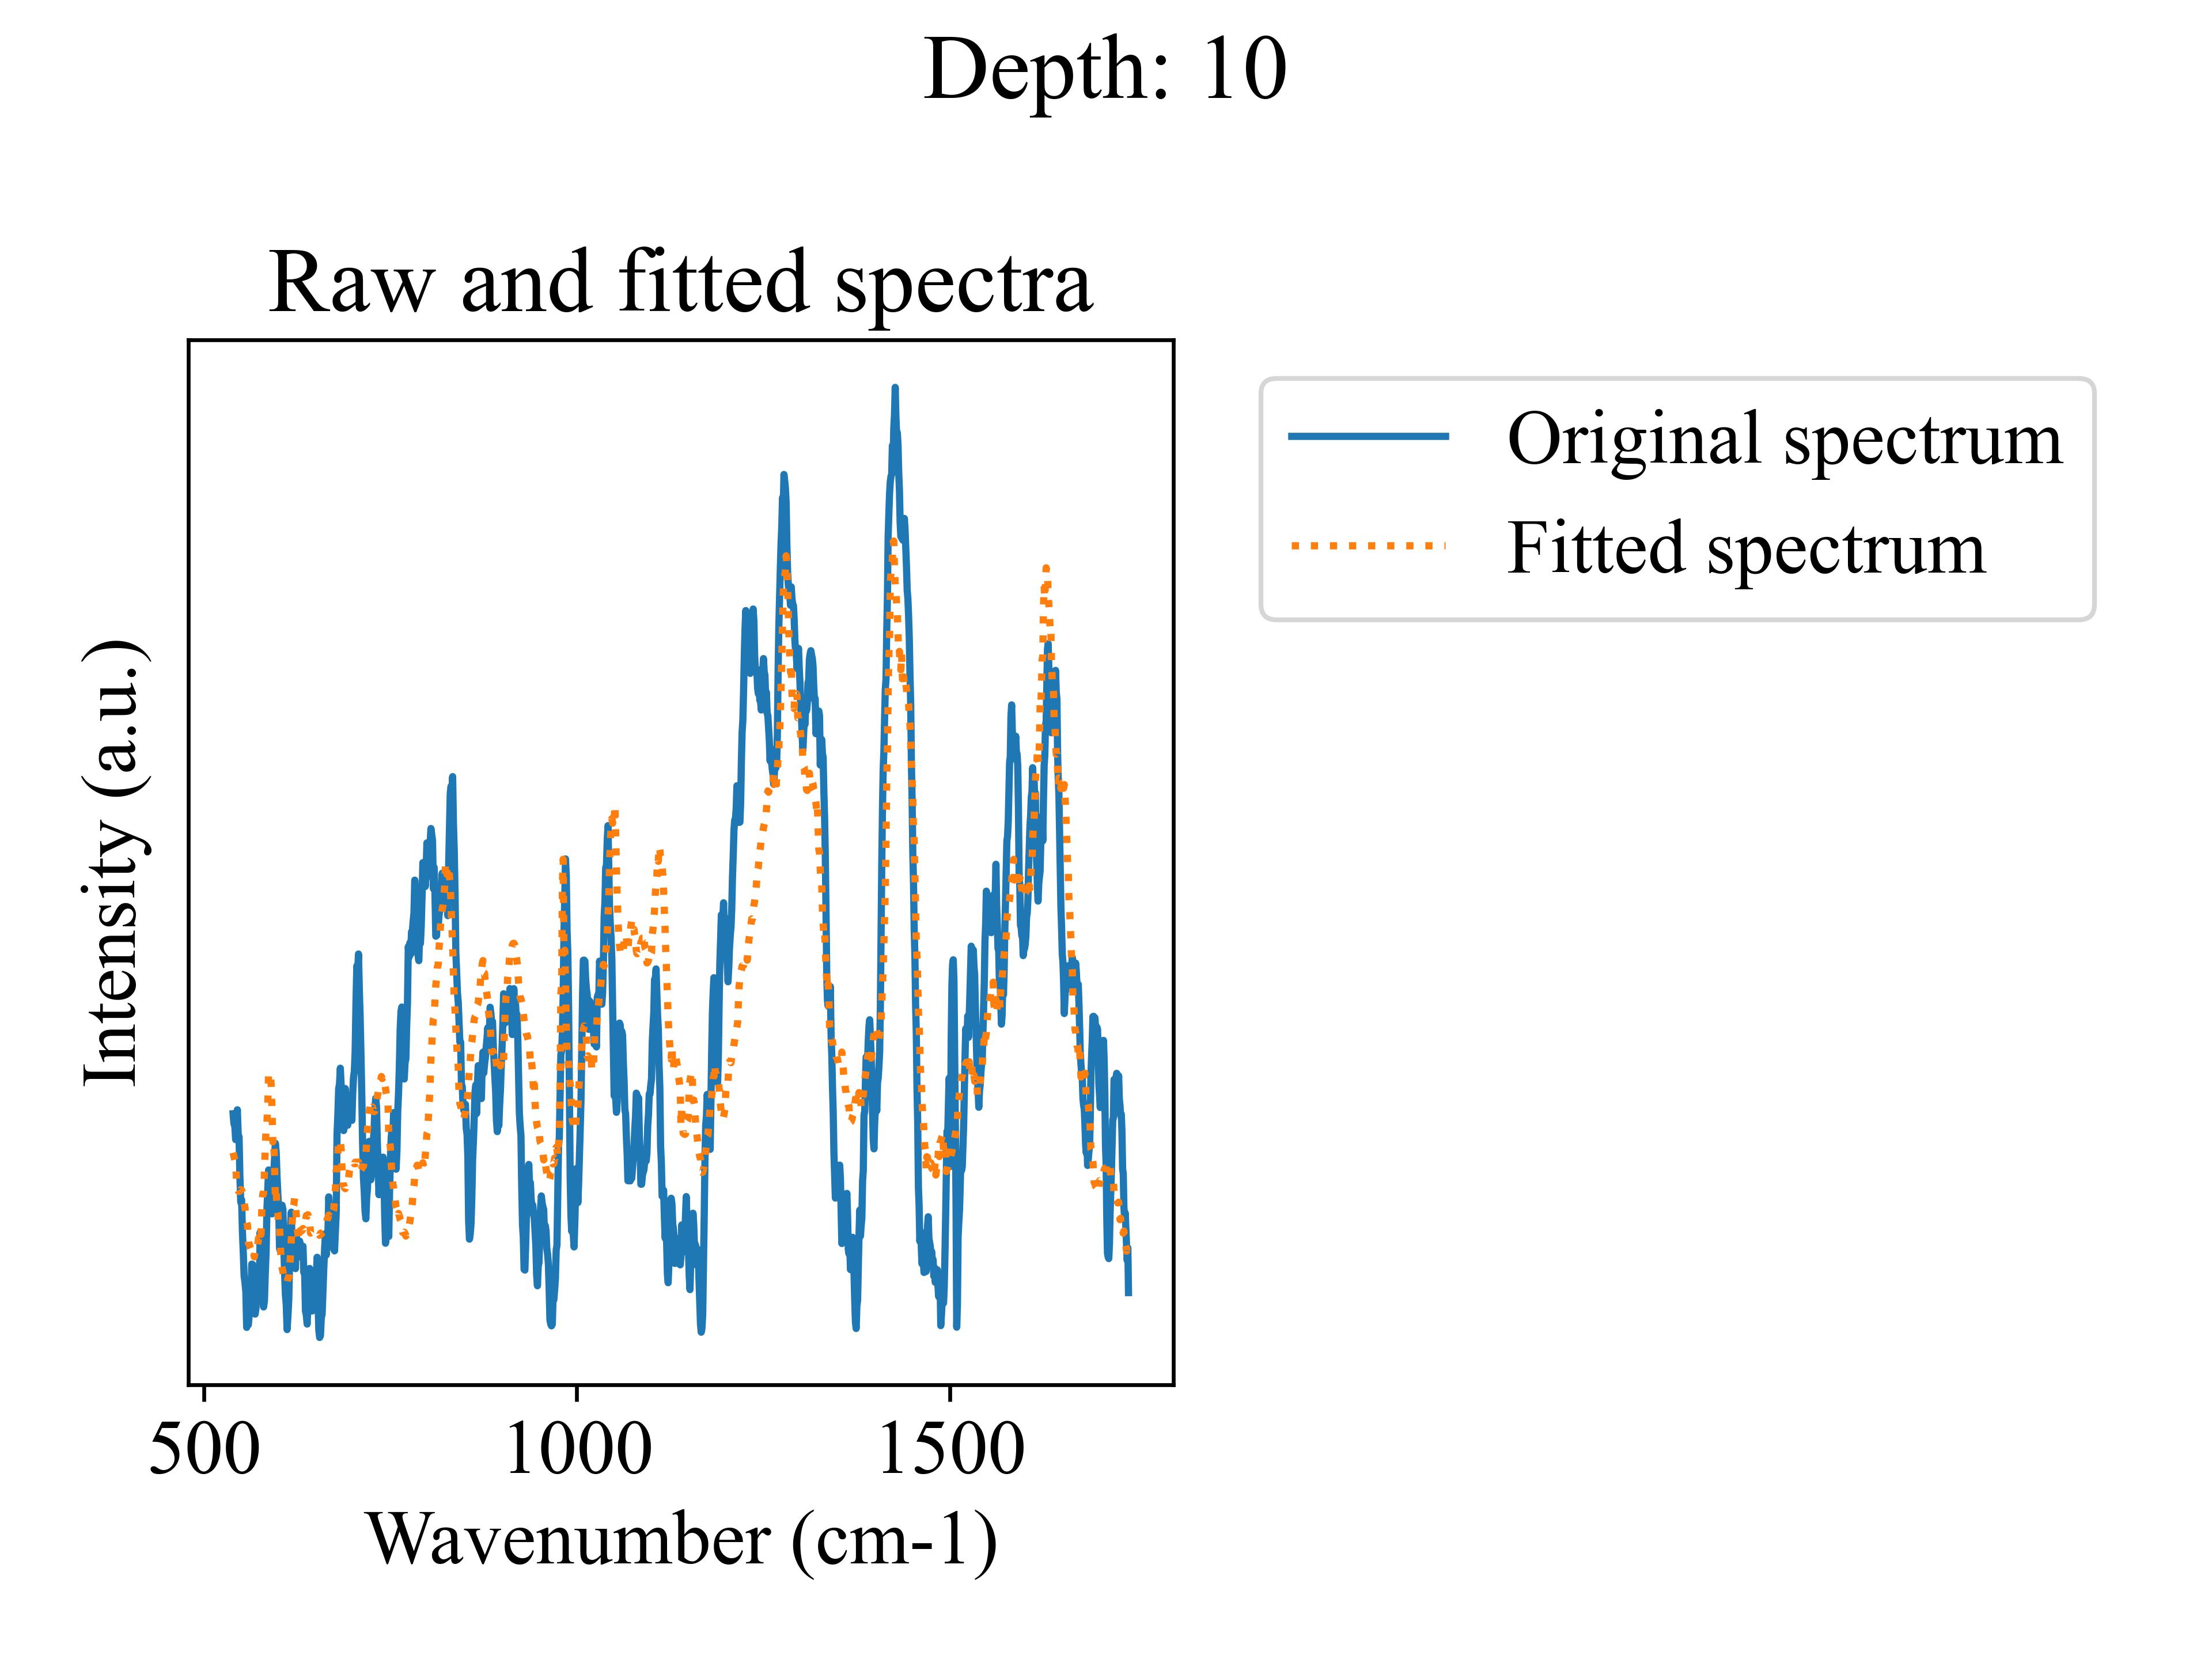 Depth: 10
Raw and fitted spectra
Intensity (a.u.)
Original spectrum
Fitted spectrum
500
1000
1500
Wavenumber (cm-1)